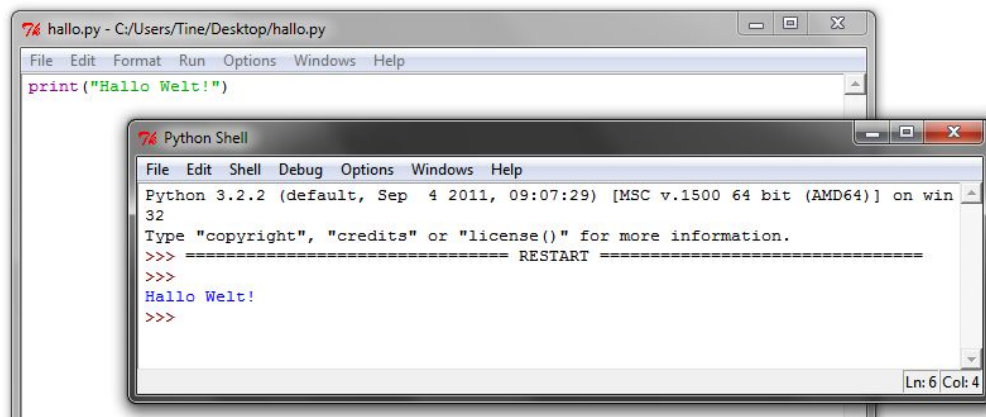 hallo.py - C:/Users/Tine/Desktop/hallo.py
File Edit Format Run Options Windows Help
print("Hallo Welt!")
Python Shell
File Edit Shell Debug Options Windows Help
Python 3.2.2 (default, Sep  4 2011, 09:07:29) [MSC v.1500 64 bit (AMD64)] on win
32
Type "copyright", "credits" or "license()" for more information.
>>> ================================ RESTART ================================
>>>
Hallo Welt!
>>>
Ln: 6 Col: 4